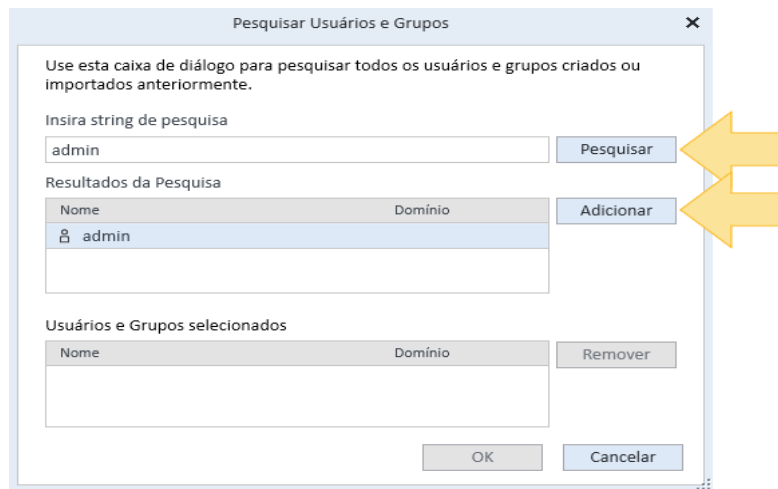 Pesquisar Usuários e Grupos
Use esta caixa de diálogo para pesquisar todos os usuários e grupos criados ou
importados anteriormente.
Insira string de pesquisa
admin
Pesquisar
Resultados da Pesquisa
Nome Domínio
Adicionar
admin
Usuários e Grupos selecionados
Nome Domínio
Remover
OK
Cancelar